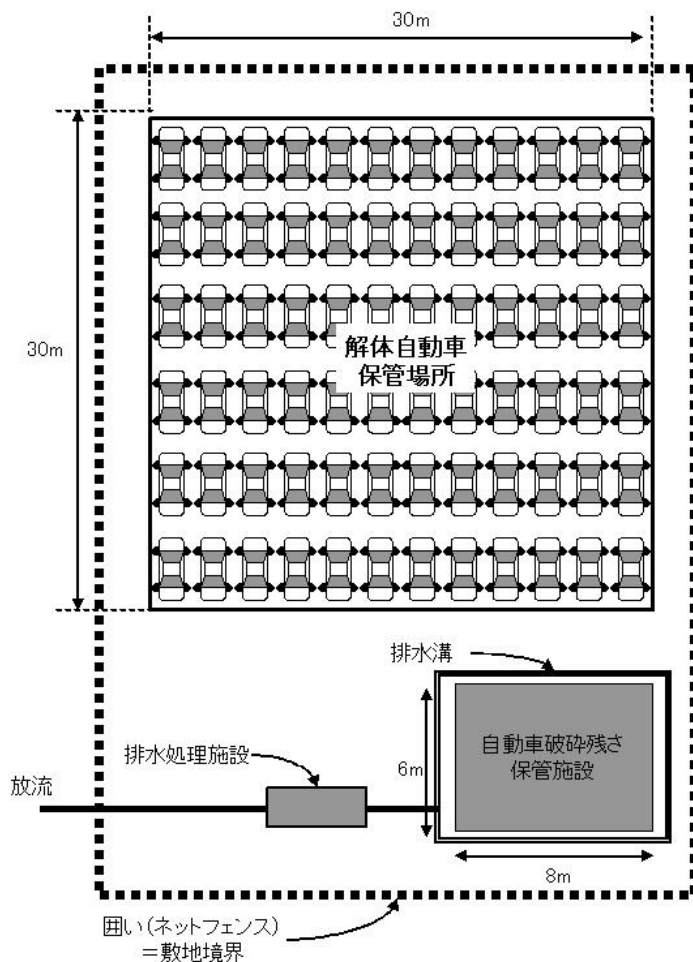 30m
30m
解体自動車
保管場所
排水溝
自動車破砕残さ
保管施設
6m
排水処理施設
放流
8m
囲い(ネットフェンス)
=敷地境界